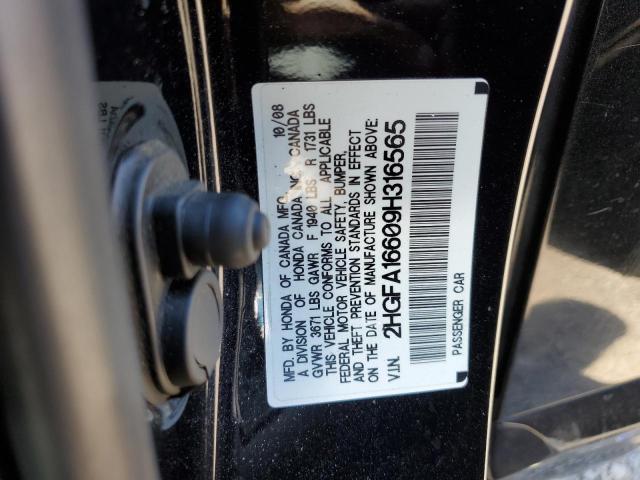 MFD. BY HONDA OF CANADA MFG. 10/08
A DIVISION OF HONDA CANADA INC., CANADA
GVWR 3671 LBS GAWR F 1940 LBS R 1731 LBS
THIS VEHICLE CONFORMS TO ALL APPLICABLE
FEDERAL MOTOR VEHICLE SAFETY, BUMPER,
AND THEFT PREVENTION STANDARDS IN EFFECT
ON THE DATE OF MANUFACTURE SHOWN ABOVE.
V.I.N. 2HGFA16609H316565
PASSENGER CAR